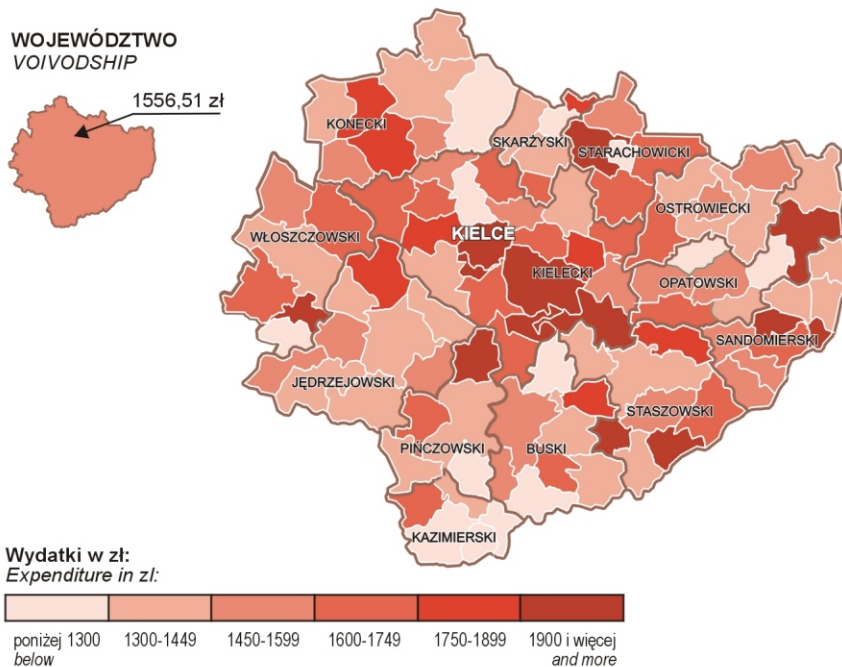 WOJEWÓDZTWO
VOIVODSHIP
1556,51 zł
KONECKI
SKARŻYSKI
STARACHOWICKI
OSTROWIECKI
WŁOSZCZOWSKI
KIELCE
KIELECKI
OPATOWSKI
SANDOMIERSKI
JĘDRZEJOWSKI
STASZOWSKI
PIŃCZOWSKI
BUSKI
KAZIMIERSKI
Wydatki w zł:
Expenditure in zl:
poniżej 1300 1300-1449 1450-1599 1600-1749 1750-1899 1900 i więcej
below and more